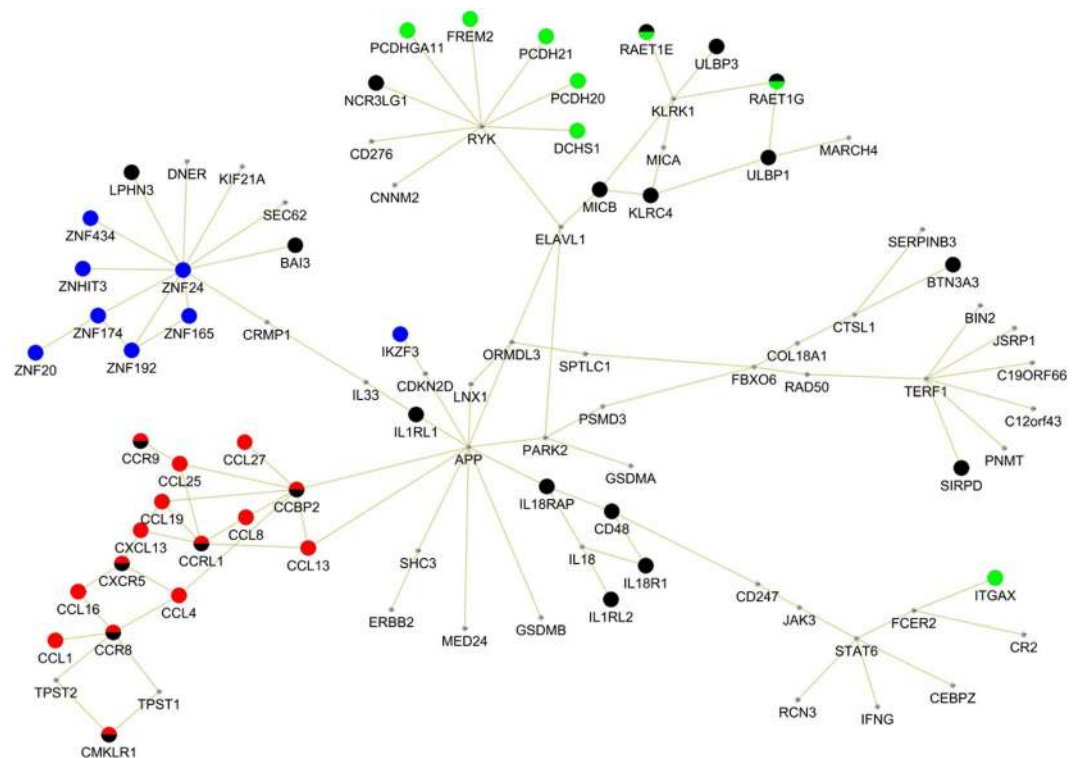 PCDHGA11
FREM2
PCDH21
RAET1E
ULBP3
NCR3LG1
PCDH20
KLRK1
RAET1G
RYK
CD276
DCHS1
MICA
MARCH4
CNNM2
ULBP1
LPHN3
DNER
KIF21A
MICB
KLRC4
SEC62
ZNF434
ELAVL1
SERPINB3
BAI3
ZNHIT3
ZNF24
BTN3A3
ZNF174
ZNF165
CRMP1
CTSL1
BIN2
ZNF20
ZNF192
IKZF3
ORMDL3
COL18A1
JSRP1
SPTLC1
CDKN2D
FBXO6
RAD50
C19ORF66
IL33
LNX1
TERF1
PSMD3
C12orf43
IL1RL1
CCR9
CCL27
APP
PARK2
PNMT
CCL25
GSDMA
SIRPD
CCBP2
IL18RAP
CCL19
CCL8
CD48
CXCL13
CCRL1
CCL13
SHC3
IL18
IL18R1
CXCR5
CCL16
CCL4
ERBB2
GSDMB
IL1RL2
CD247
ITGAX
MED24
JAK3
FCER2
CCL1
CCR8
STAT6
CR2
TPST2
TPST1
CEBPZ
RCN3
IFNG
CMKLR1